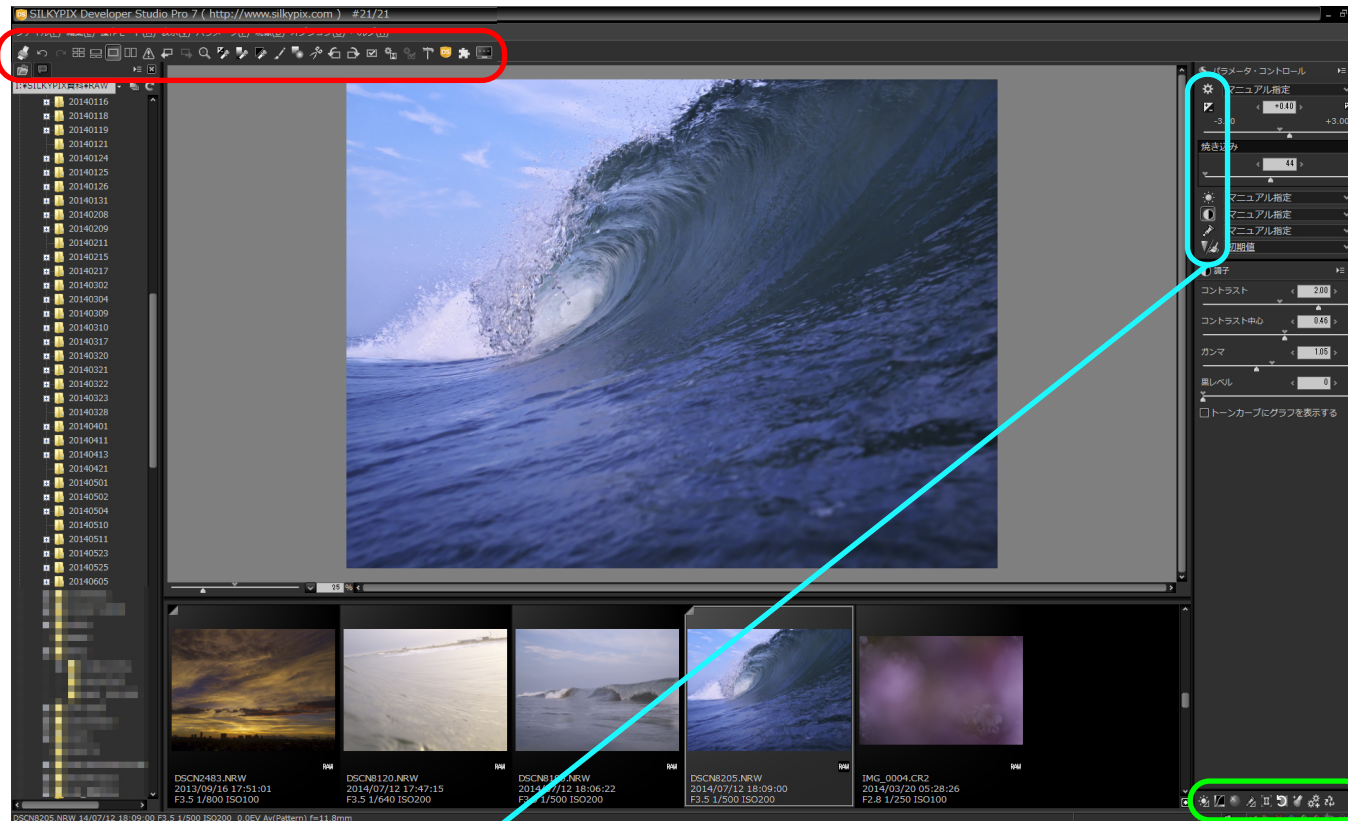 SILKYPIX Developer Studio Pro 7 ( http://www.silkypix.com )   #21/21
I:¥SILKYPIX資料¥RAW
20140116
20140118
20140119
20140121
20140124
20140125
20140126
20140131
20140208
20140209
20140211
20140215
20140217
20140302
20140304
20140309
20140310
20140317
20140320
20140321
20140322
20140323
20140328
20140401
20140411
20140413
20140421
20140501
20140502
20140504
20140510
20140511
20140523
20140525
20140605
25 %
DSCN2483.NRW
2013/09/16 17:51:01
F3.5 1/800 ISO100
RAW
DSCN8120.NRW
2014/07/12 17:47:15
F3.5 1/640 ISO200
RAW
2014/07/12 18:06:22
F3.5 1/500 ISO200
RAW
DSCN8205.NRW
2014/07/12 18:09:00
F3.5 1/500 ISO200
RAW
IMG_0004.CR2
2014/03/20 05:28:26
F2.8 1/250 ISO100
RAW
パラメータ・コントロール
マニュアル指定
+0.40
+3.00
焼き込み
44
マニュアル指定
マニュアル指定
マニュアル指定
初期値
調子
コントラスト 2.00
コントラスト中心 0.46
ガンマ 1.05
黒レベル 0
トーンカーブにグラフを表示する
DSCN8205.NRW 14/07/12 18:09:00 F3.5 1/500 ISO200  0.0EV Av(Pattern) f=11.8mm